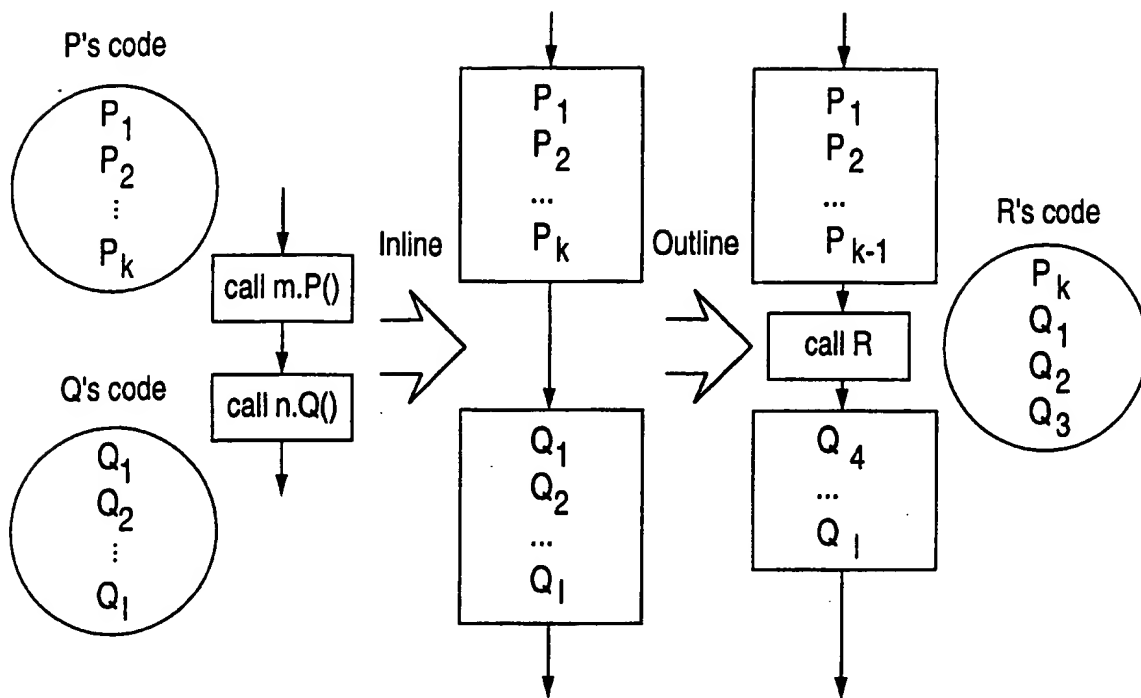 P's code
P1
P2
...
Pk
call m.P()
call n.Q()
Q's code
Q1
Q2
...
Ql
Inline
P1
P2
...
Pk
Q1
Q2
...
Ql
Outline
P1
P2
...
Pk-1
call R
Q4
...
Ql
R's code
Pk
Q1
Q2
Q3